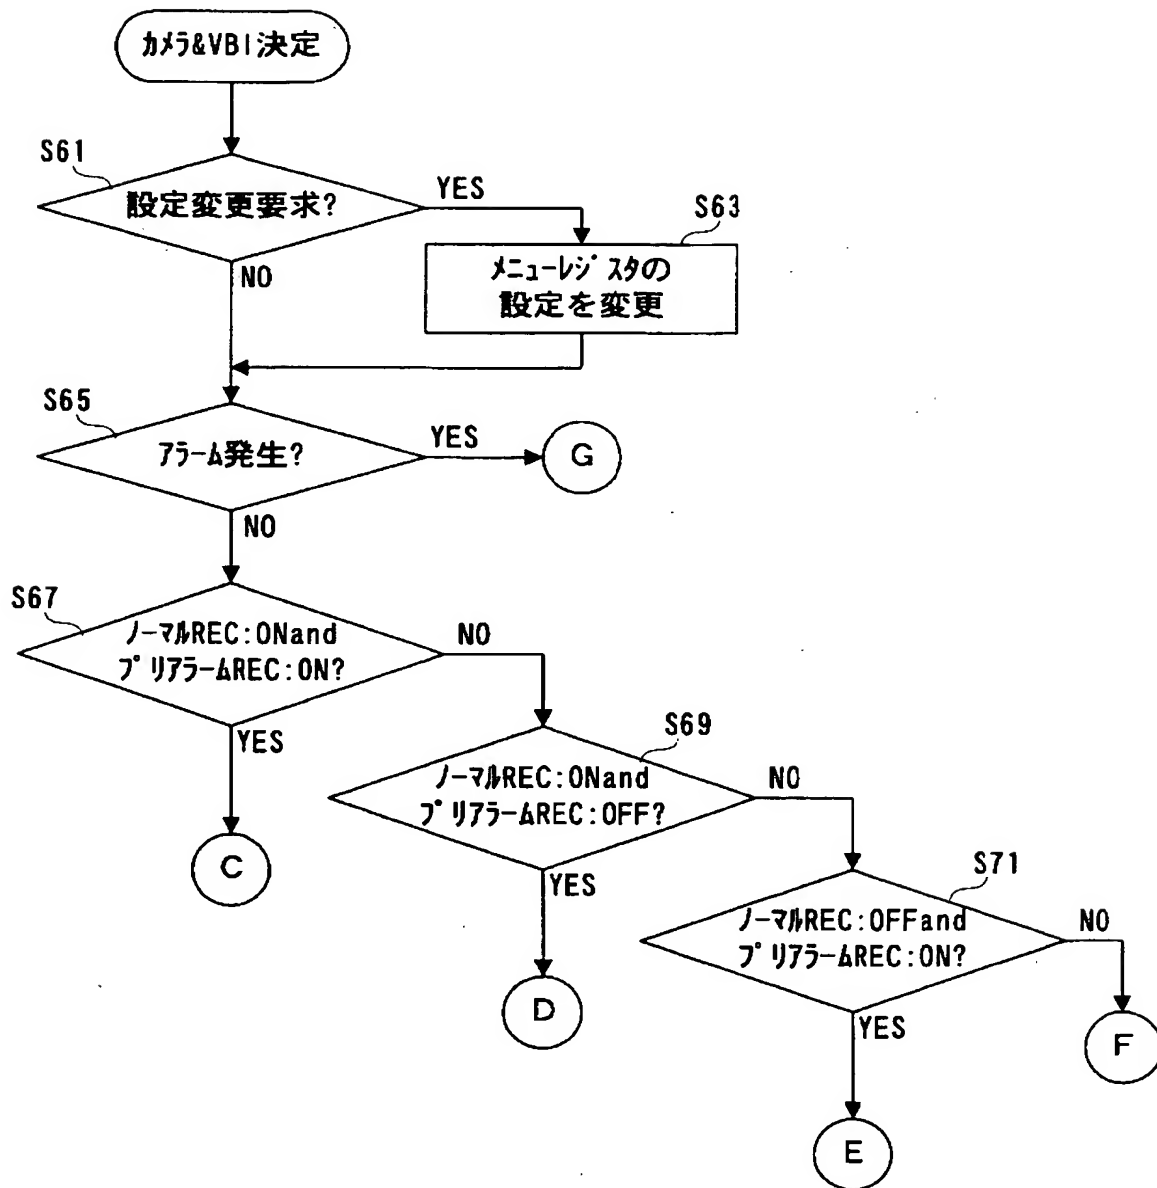 カメラ&VBI決定
S61
設定変更要求?
YES
S63
メニューレジスタの
設定を変更
NO
S65
アラーム発生?
YES
G
NO
S67
ノーマルREC:ONand
プリアラームREC:ON?
NO
YES
C
S69
ノーマルREC:ONand
プリアラームREC:OFF?
NO
YES
D
S71
ノーマルREC:OFFand
プリアラームREC:ON?
NO
YES
F
E